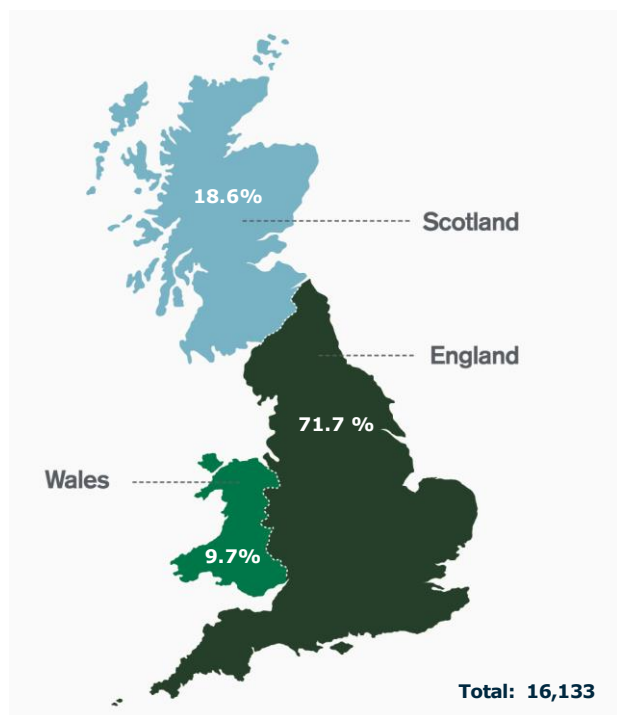 18.6%
Scotland
England
71.7 %
Wales
9.7%
Total: 16,133